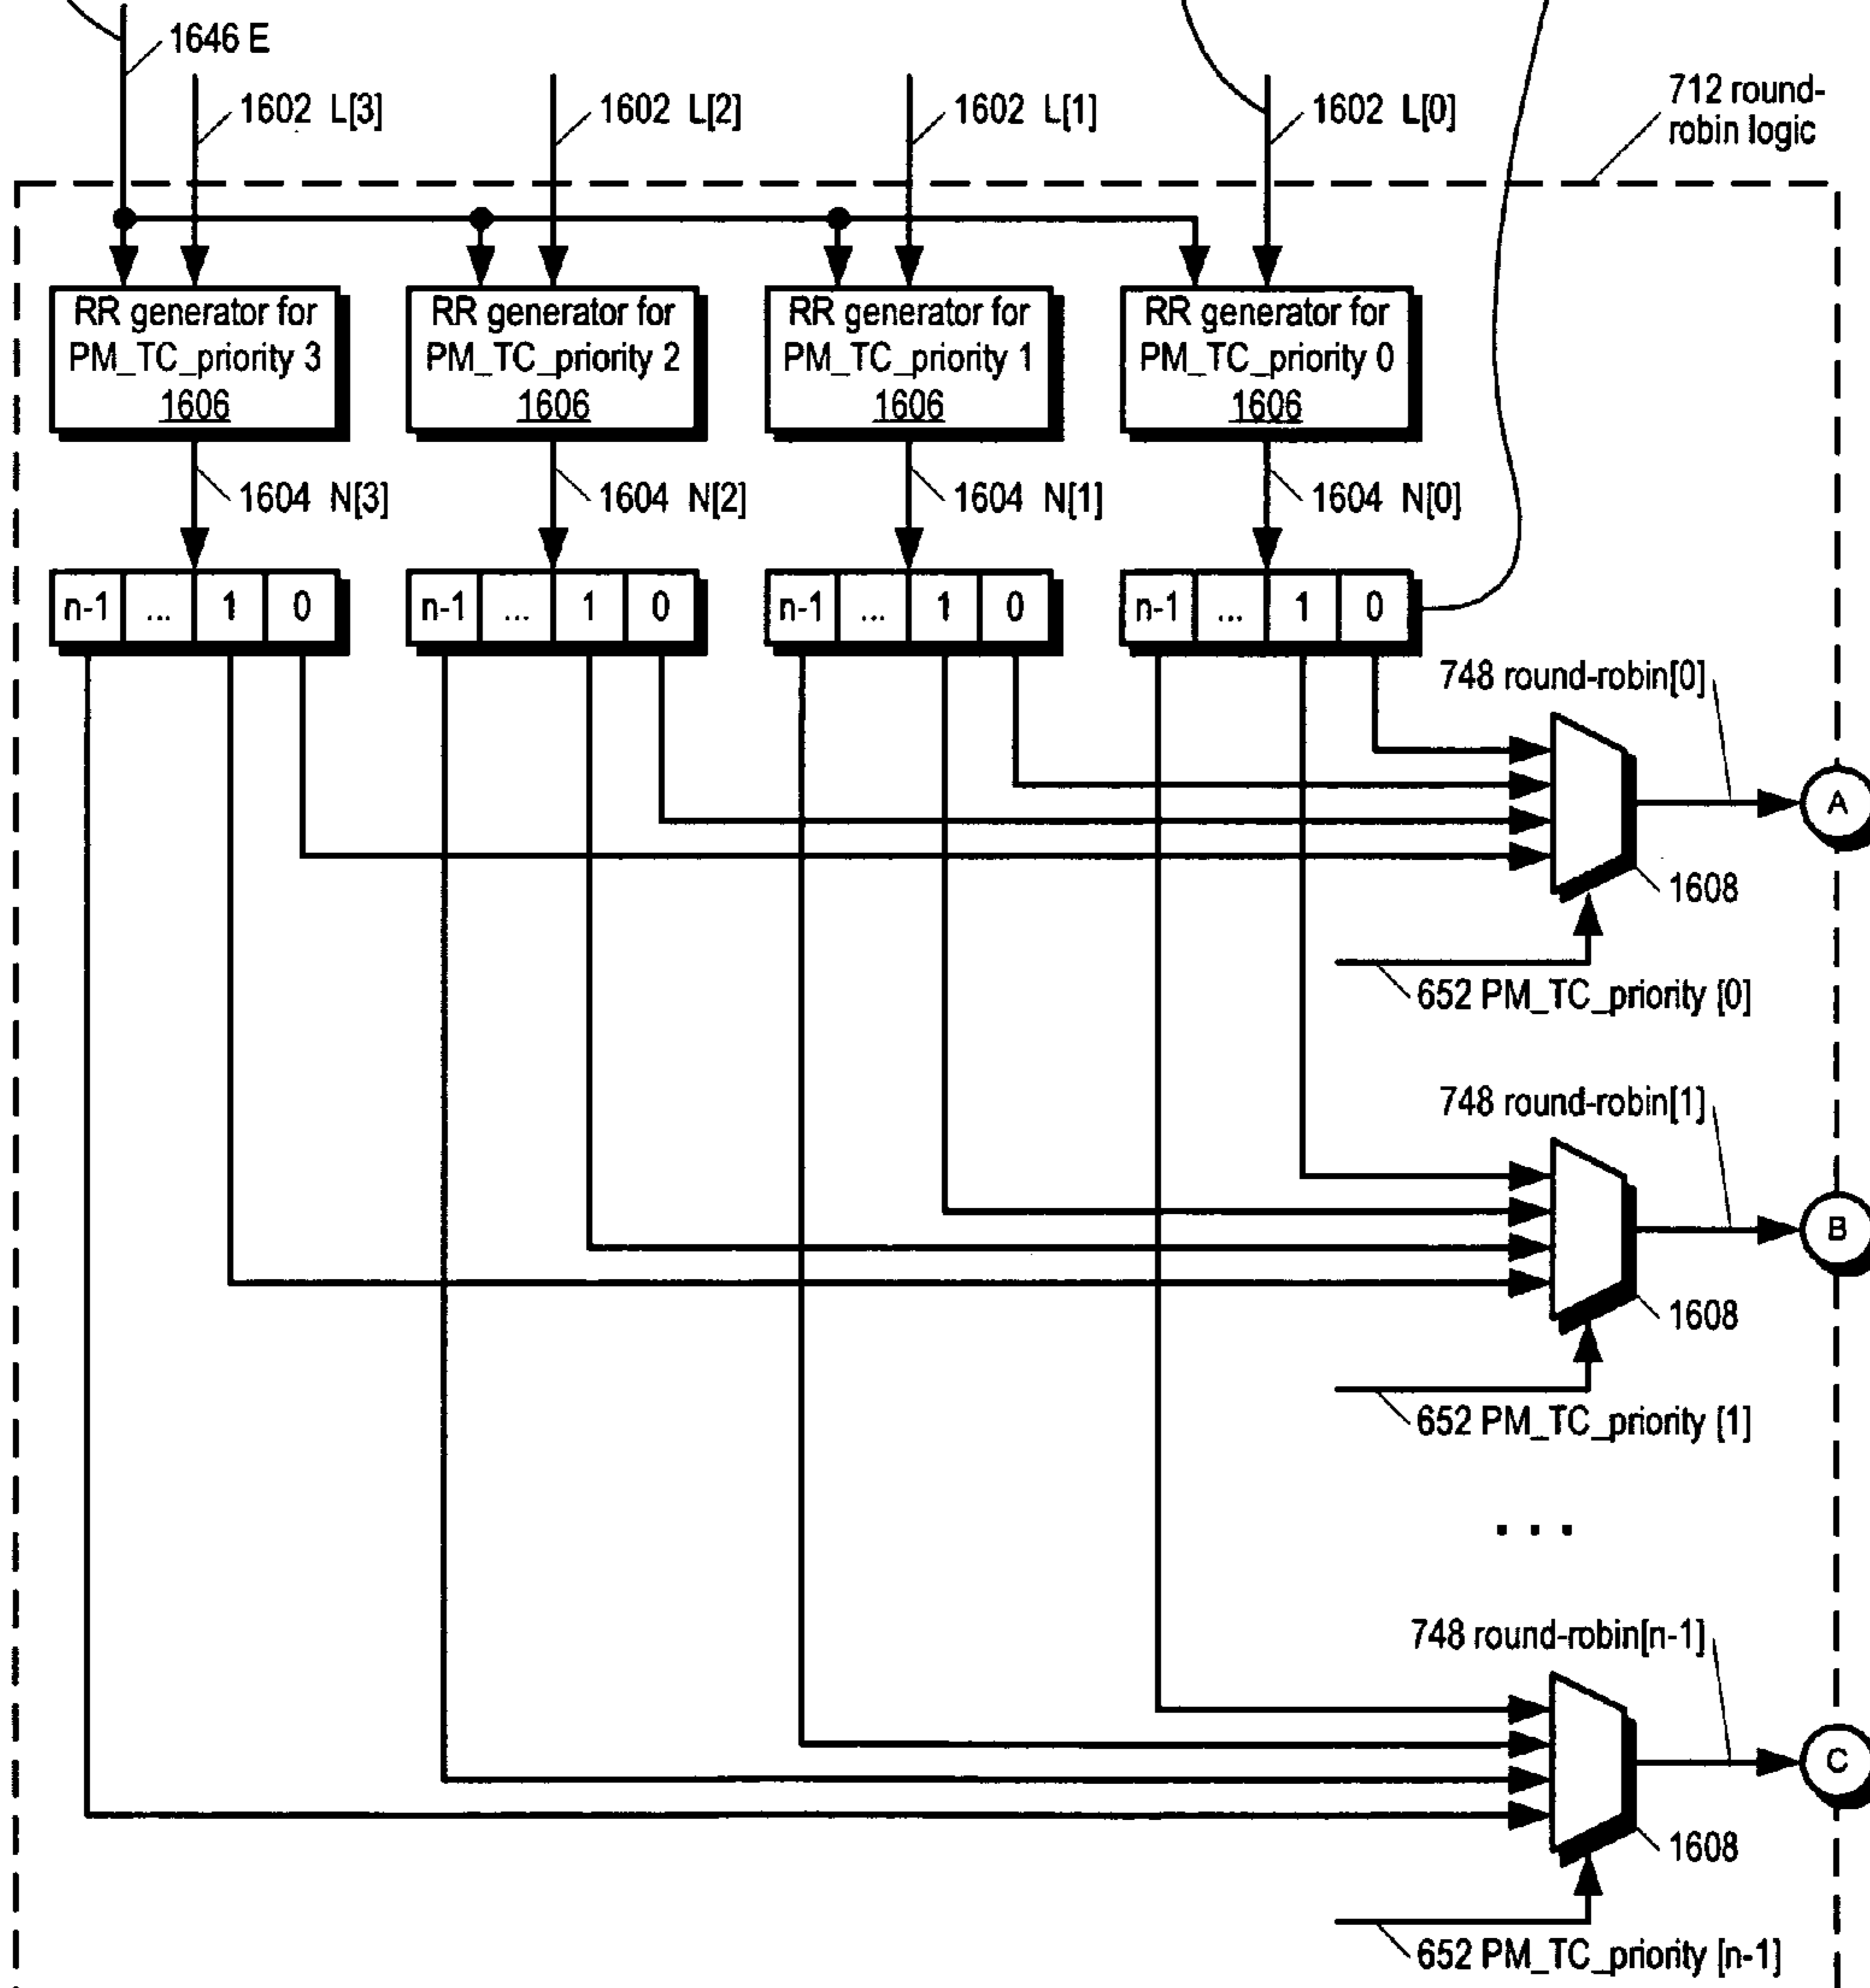 1646 E
1602 L[3]
1602 L[2]
1602 L[1]
1602 L[0]
712 round-
robin logic
RR generator for
PM_TC_priority 3
1606
RR generator for
PM_TC_priority 2
1606
RR generator for
PM_TC_priority 1
1606
RR generator for
PM_TC_priority 0
1606
1604 N[3]
1604 N[2]
1604 N[1]
1604 N[0]
n-1 ... 1 0
n-1 ... 1 0
n-1 ... 1 0
n-1 ... 1 0
748 round-robin[0]
A
1608
652 PM_TC_priority [0]
748 round-robin[1]
B
1608
652 PM_TC_priority [1]
...
748 round-robin[n-1]
C
1608
652 PM_TC_priority [n-1]